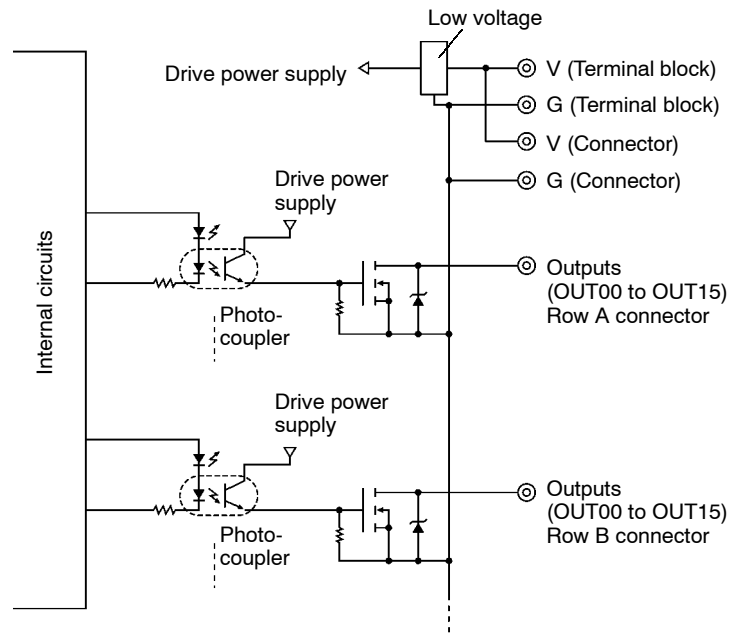 Low voltage
Drive power supply
V (Terminal block)
G (Terminal block)
V (Connector)
G (Connector)
Drive power
supply
Internal circuits
Photo-
coupler
Outputs
(OUT00 to OUT15)
Row A connector
Drive power
supply
Photo-
coupler
Outputs
(OUT00 to OUT15)
Row B connector